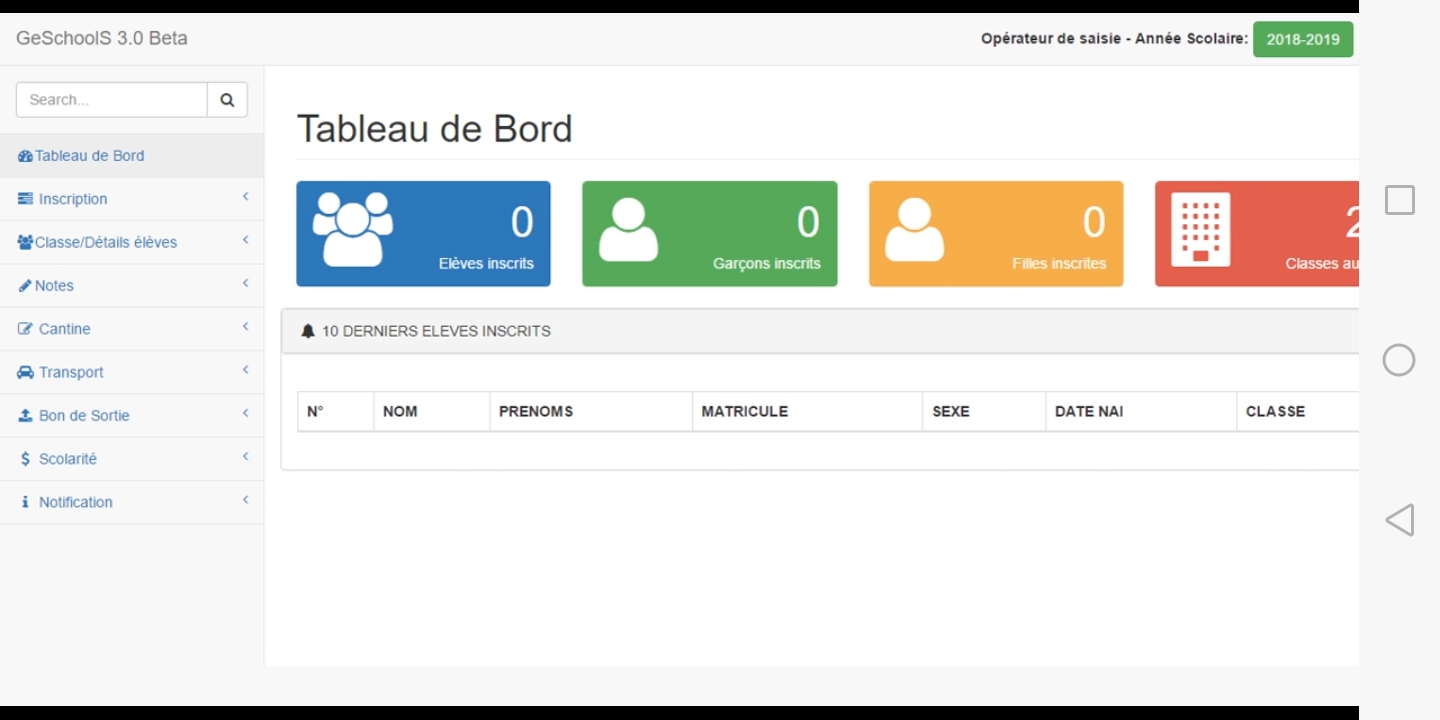 GeSchoolS 3.0 Beta
Opérateur de saisie - Année Scolaire: 2018-2019
Search...
Tableau de Bord
Inscription
Classe/Détails élèves
Notes
Cantine
Transport
Bon de Sortie
Scolarité
Notification
Tableau de Bord
0
Elèves inscrits
0
Garçons inscrits
0
Filles inscrites
2
Classes au
10 DERNIERS ELEVES INSCRITS
N° NOM PRENOMS MATRICULE SEXE DATE NAI CLASSE